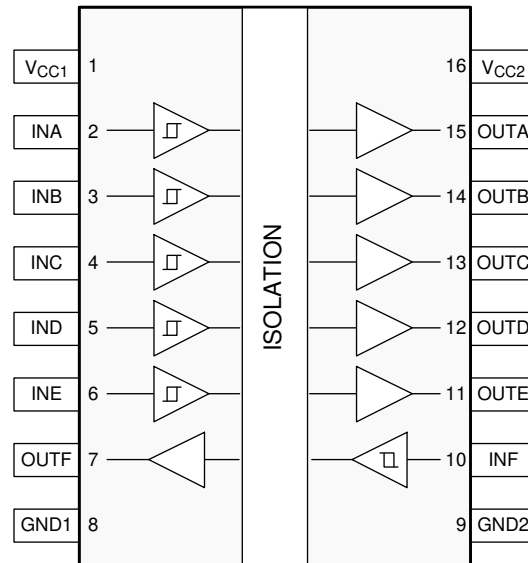 VCC1 1 16 VCC2
INA 2 15 OUTA
INB 3 14 OUTB
INC 4 13 OUTC
IND 5 12 OUTD
INE 6 11 OUTE
OUTF 7 10 INF
GND1 8 9 GND2
ISOLATION